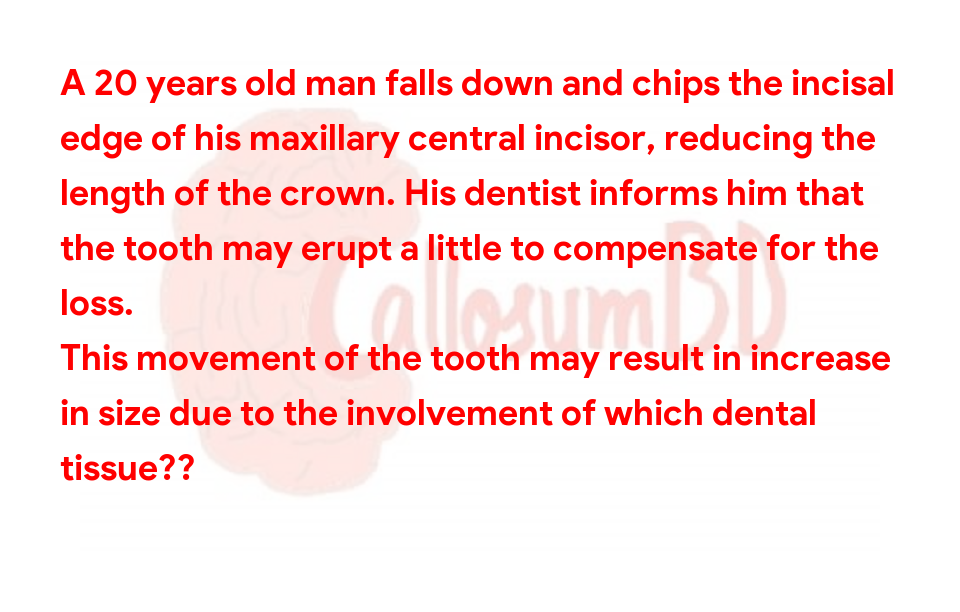 A 20 years old man falls down and chips the incisal
edge of his maxillary central incisor, reducing the
length of the crown. His dentist informs him that
the tooth may erupt a little to compensate for the
loss.
This movement of the tooth may result in increase
in size due to the involvement of which dental
tissue??
CallosumBD